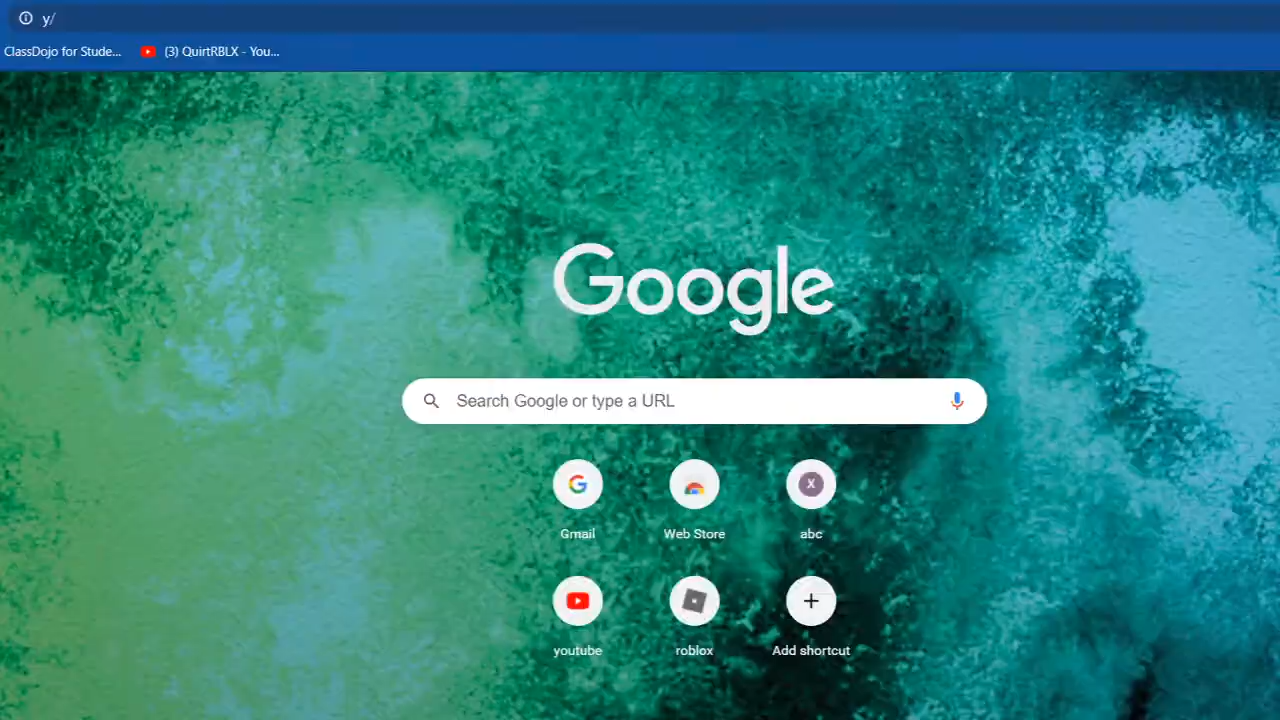 y/
ClassDojo for Stude...
(3) QuirtRBLX - You...
Google
Search Google or type a URL
G
X
Gmail
Web Store
abc
youtube
roblox
Add shortcut